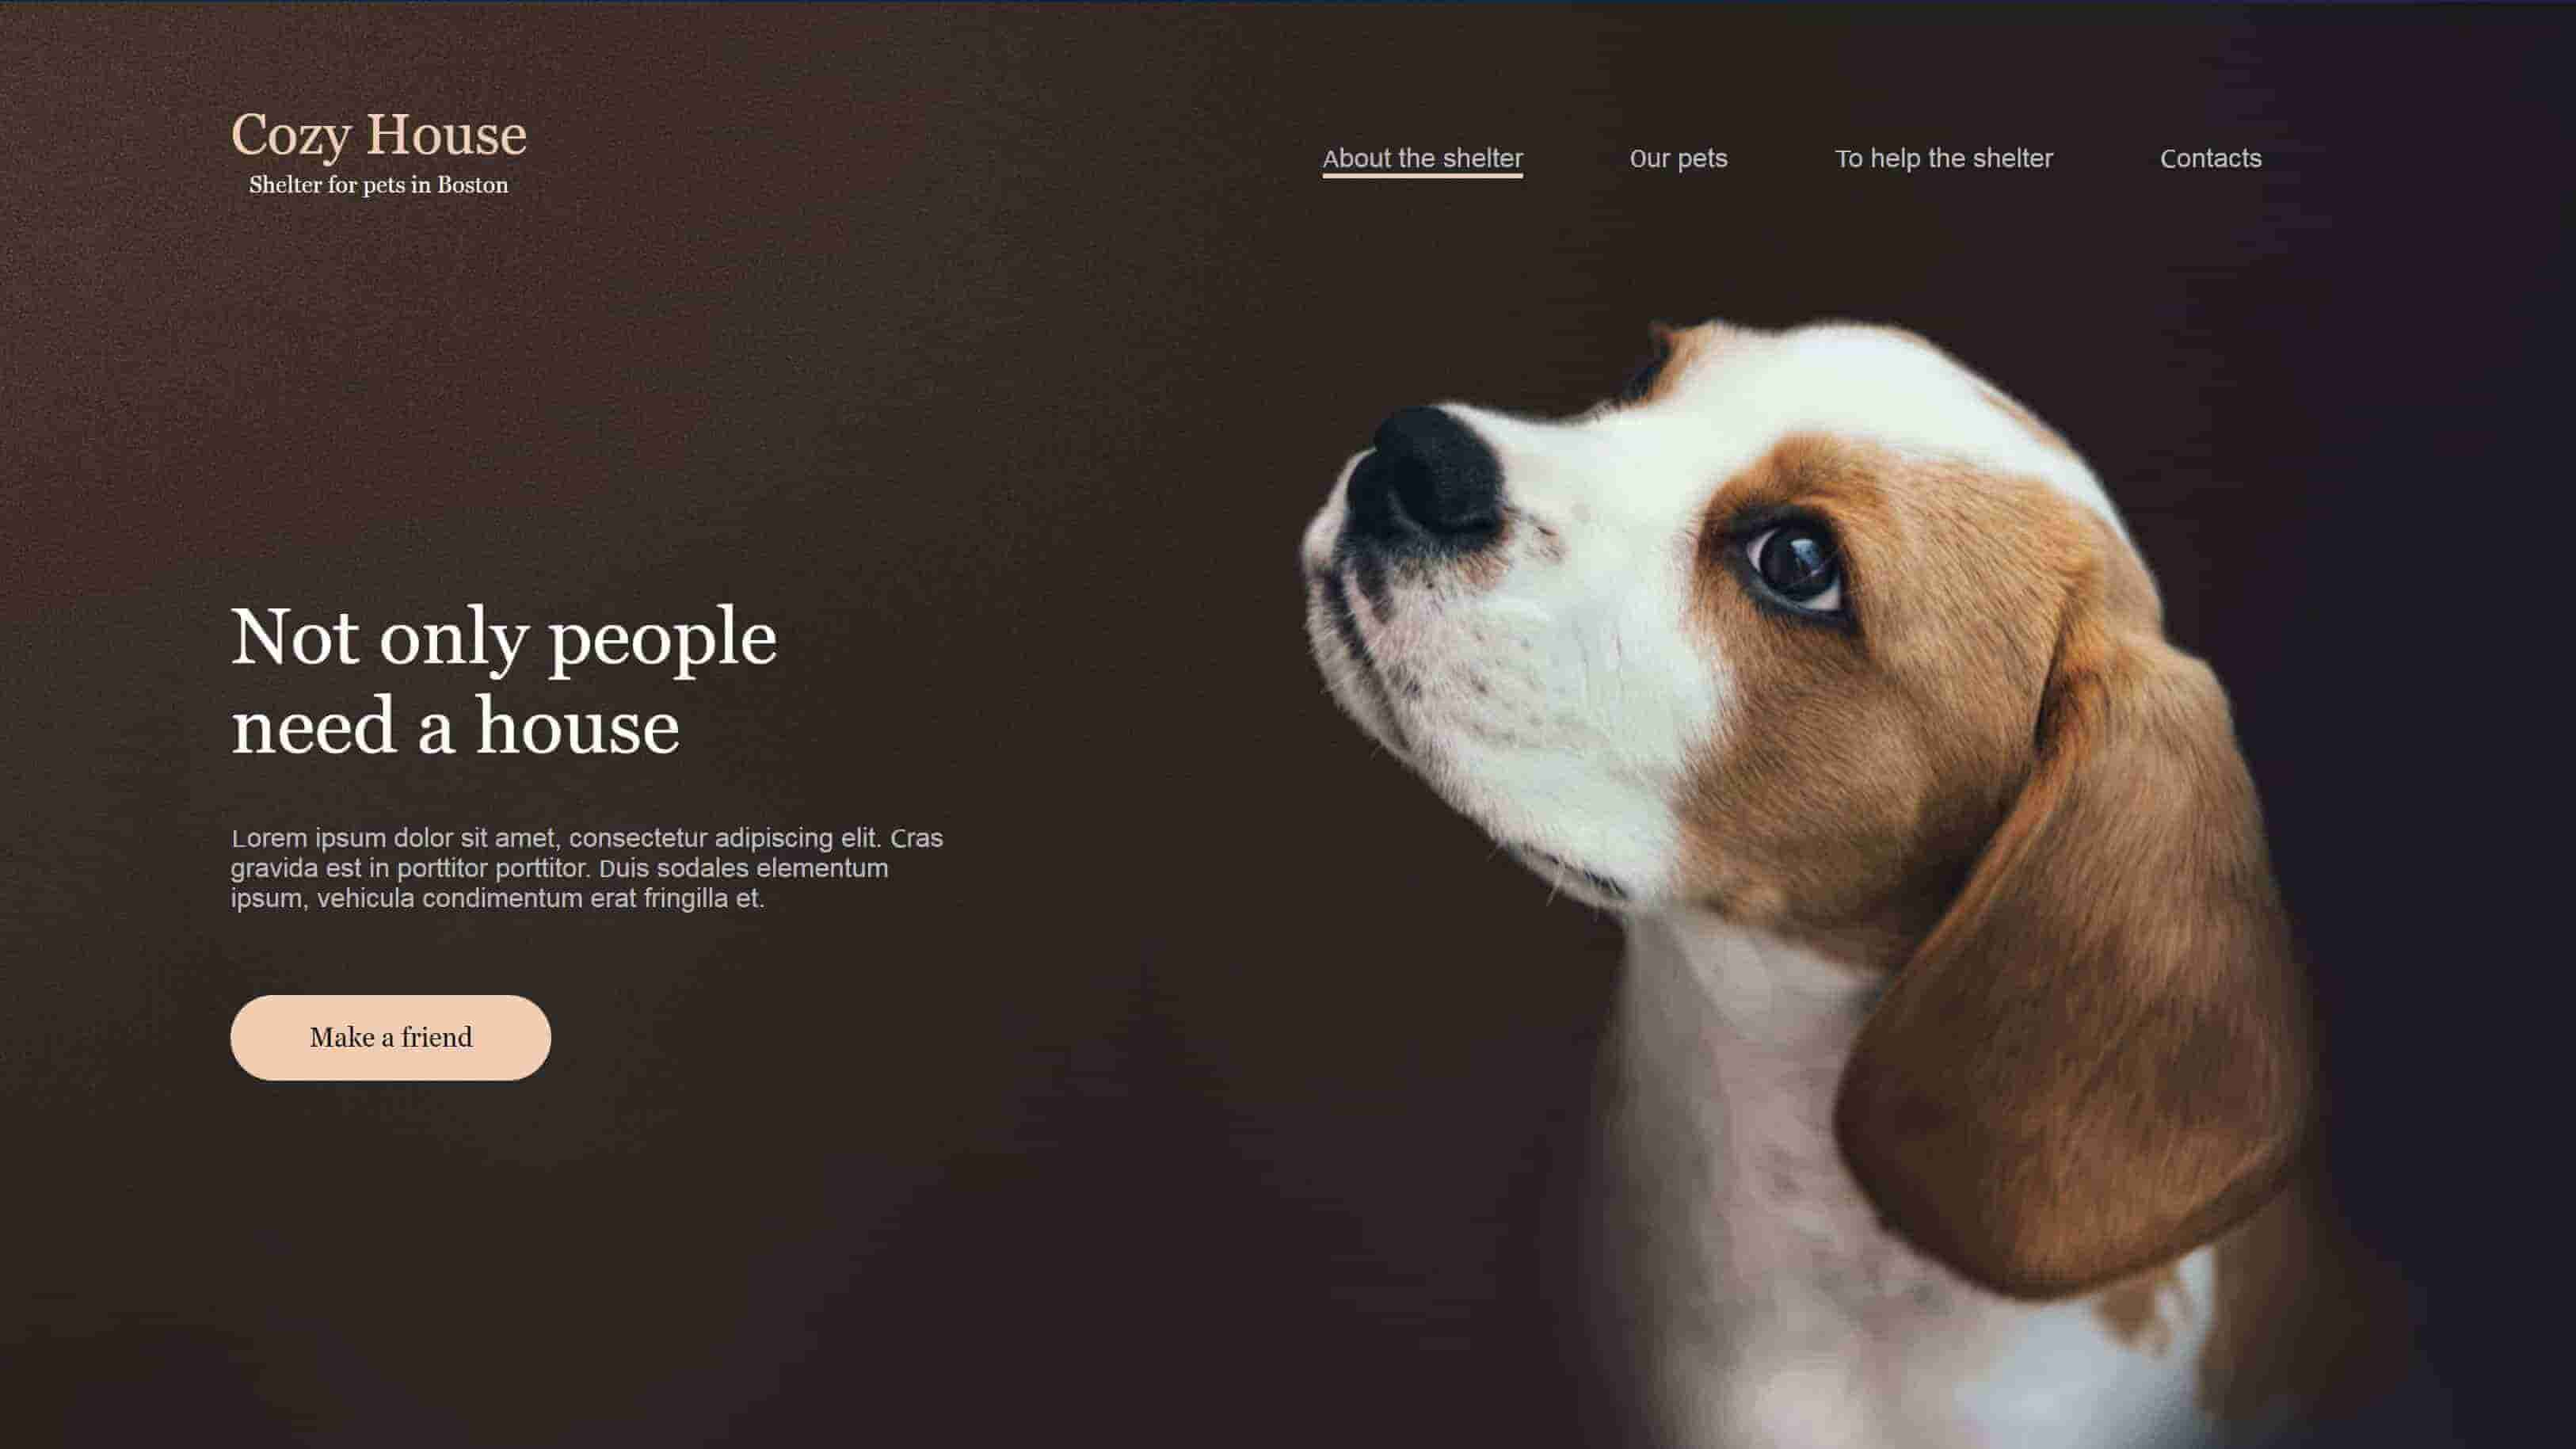 Cozy House
Shelter for pets in Boston
About the shelter
Our pets
To help the shelter
Contacts
Not only people
need a house
Lorem ipsum dolor sit amet, consectetur adipiscing elit. Cras
gravida est in porttitor porttitor. Duis sodales elementum
ipsum, vehicula condimentum erat fringilla et.
Make a friend